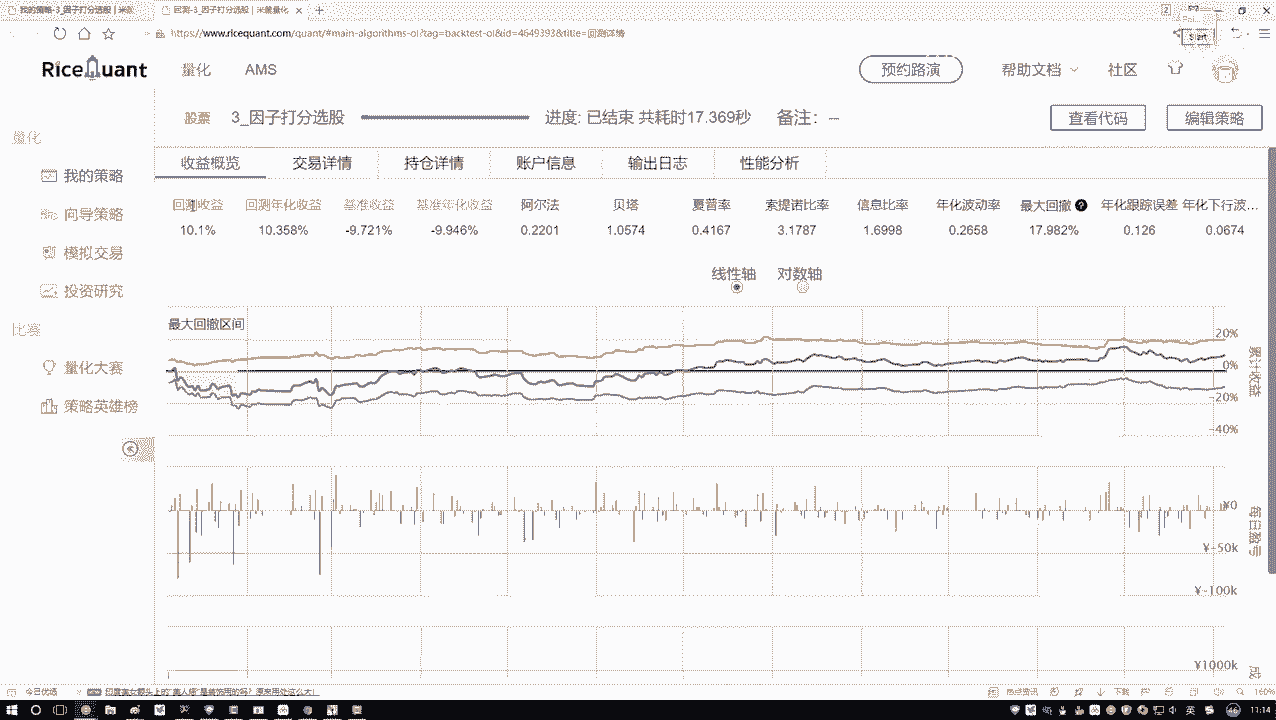 我的策略-3_因子打分选股 | 米筐
回测-3_因子打分选股 | 米筐量化
https://www.ricequant.com/quant/#main-algorithms-ol?tag=backtest-ol&id=4649393&title=回测详情
RiceQuant
量化
AMS
预约路演
帮助文档
社区
股票
3_因子打分选股
进度: 已结束 共耗时17.369秒
备注: --
查看代码
编辑策略
量化
我的策略
向导策略
模拟交易
投资研究
比赛
量化大赛
策略英雄榜
收益概览
交易详情
持仓详情
账户信息
输出日志
性能分析
回测收益 回测年化收益 基准收益 基准年化收益 阿尔法 贝塔 夏普率 索提诺比率 信息比率 年化波动率 最大回撤 年化跟踪误差 年化下行波...
10.1% 10.358% -9.721% -9.946% 0.2201 1.0574 0.4167 3.1787 1.6998 0.2658 17.982% 0.126 0.0674
线性轴
对数轴
最大回撤区间
20%
0%
-20%
-40%
累计收益
¥0
¥-50k
¥-100k
每日盈亏
¥1000k
成
今日优选
热点资讯
下载
160%
英
46
11:14